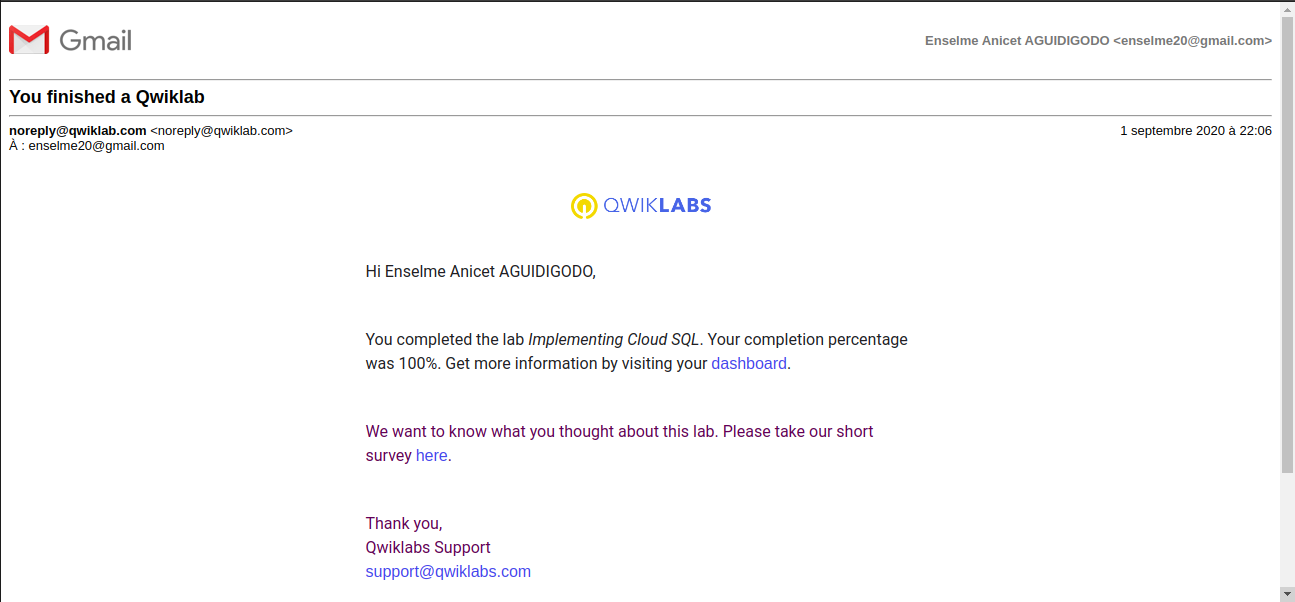 Gmail
Enselme Anicet AGUIDIGODO <enselme20@gmail.com>
You finished a Qwiklab
noreply@qwiklab.com <noreply@qwiklab.com>
1 septembre 2020 à 22:06
À : enselme20@gmail.com
QWIKLABS
Hi Enselme Anicet AGUIDIGODO,
You completed the lab Implementing Cloud SQL. Your completion percentage
was 100%. Get more information by visiting your dashboard.
We want to know what you thought about this lab. Please take our short
survey here.
Thank you,
Qwiklabs Support
support@qwiklabs.com